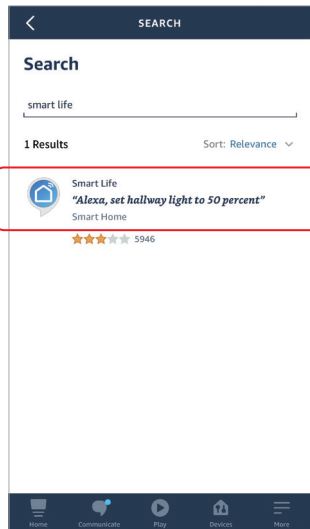 SEARCH
Search
smart life
1 Results Sort: Relevance
Smart Life
"Alexa, set hallway light to 50 percent"
Smart Home
5946
Home Communicate Play Devices More